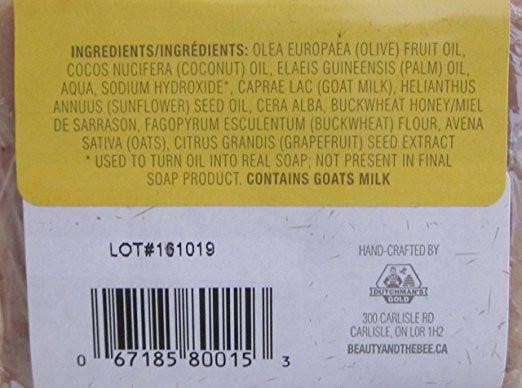 INGREDIENTS/INGRÉDIENTS: OLEA EUROPAEA (OLIVE) FRUIT OIL,
COCOS NUCIFERA (COCONUT) OIL, ELAEIS GUINEENSIS (PALM) OIL,
AQUA, SODIUM HYDROXIDE*, CAPRAE LAC (GOAT MILK), HELIANTHUS
ANNUUS (SUNFLOWER) SEED OIL, CERA ALBA, BUCKWHEAT HONEY/MIEL
DE SARRASON, FAGOPYRUM ESCULENTUM (BUCKWHEAT) FLOUR, AVENA
SATIVA (OATS), CITRUS GRANDIS (GRAPEFRUIT) SEED EXTRACT
* USED TO TURN OIL INTO REAL SOAP; NOT PRESENT IN FINAL
SOAP PRODUCT. CONTAINS GOATS MILK
LOT#161019
0 67185 80015 3
HAND-CRAFTED BY
DUTCHMAN'S
GOLD
300 CARLISLE RD
CARLISLE, ON L0R 1H2
BEAUTYANDTHEBEE.CA